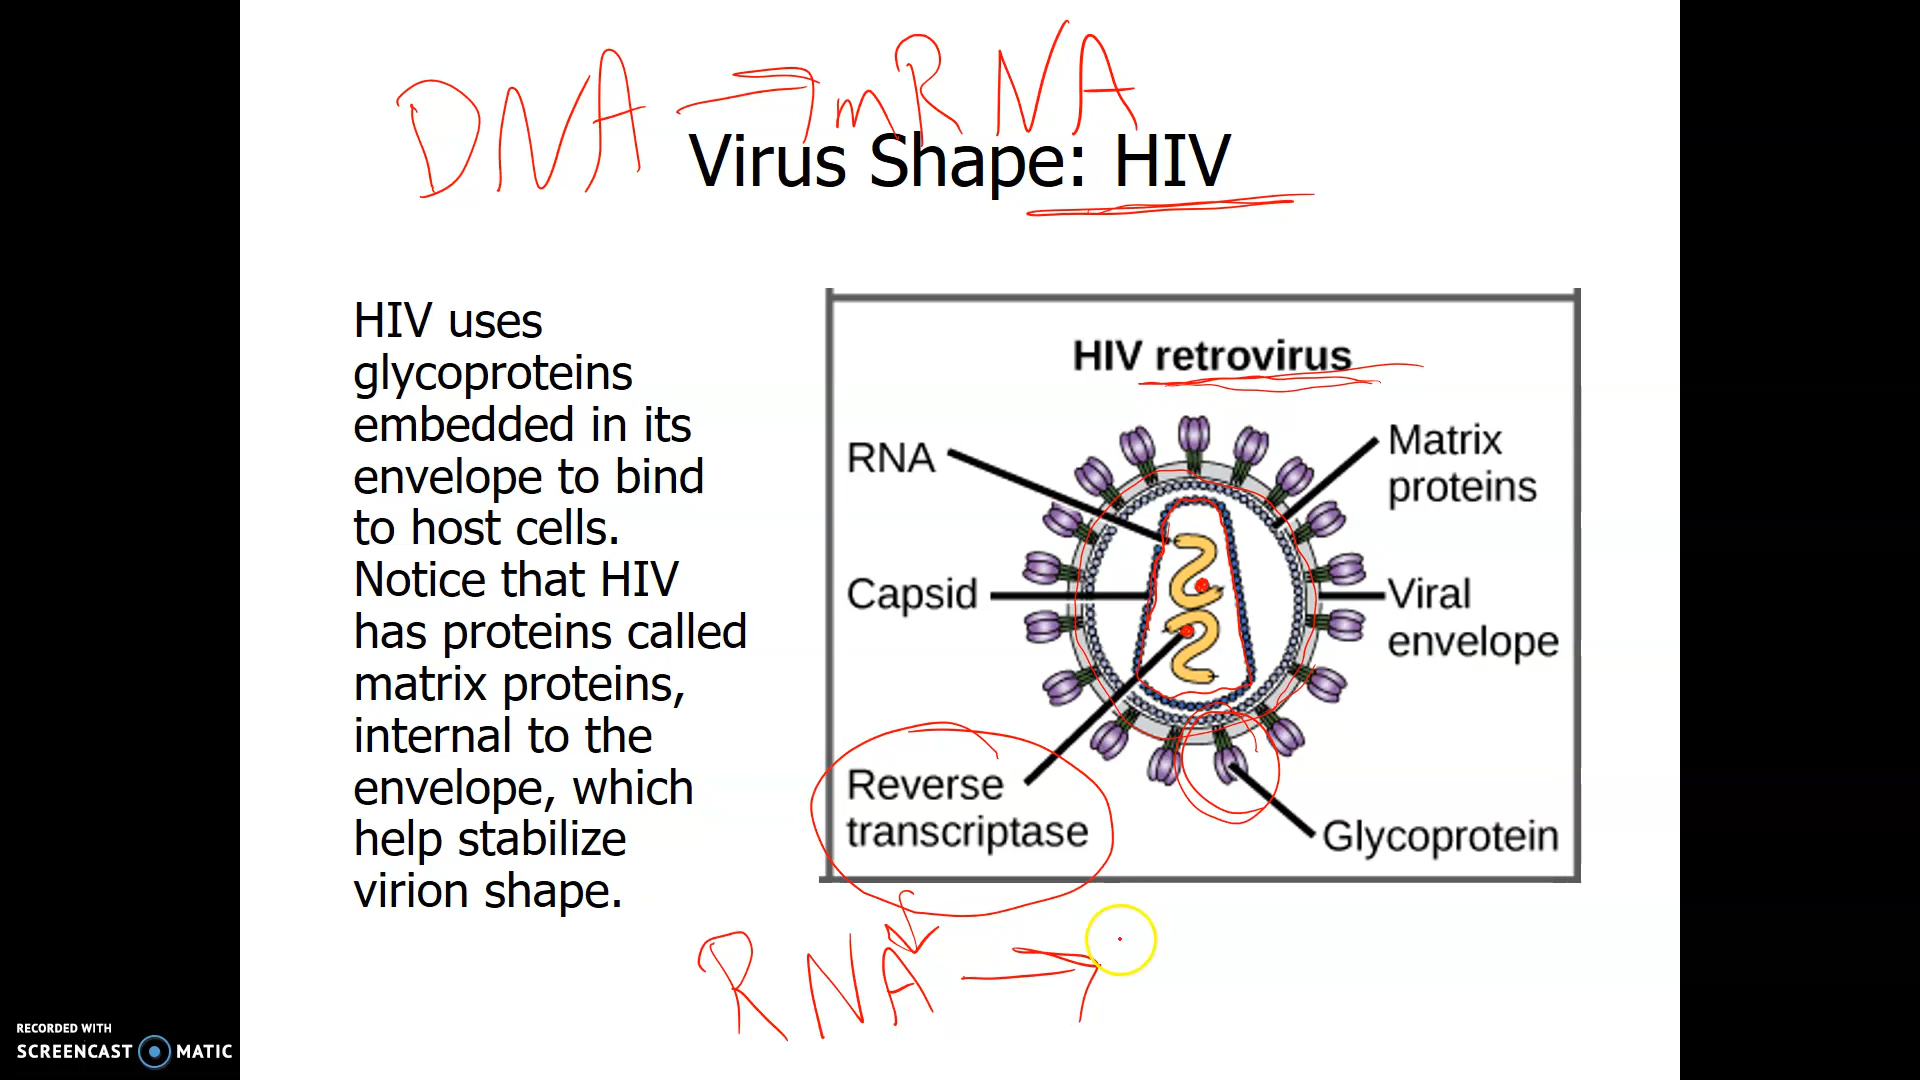 DNA → mRNA
Virus Shape: HIV
HIV uses
glycoproteins
embedded in its
envelope to bind
to host cells.
Notice that HIV
has proteins called
matrix proteins,
internal to the
envelope, which
help stabilize
virion shape.
HIV retrovirus
RNA
Matrix
proteins
Capsid
Viral
envelope
Reverse
transcriptase
Glycoprotein
RNA →
RECORDED WITH
SCREENCAST MATIC